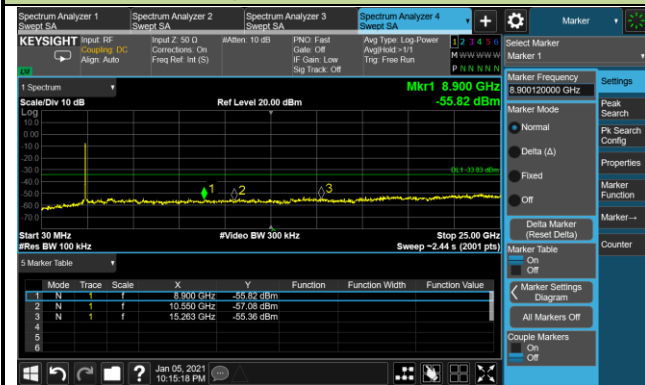 Spectrum Analyzer 1
Swept SA
Spectrum Analyzer 2
Swept SA
Spectrum Analyzer 3
Swept SA
Spectrum Analyzer 4
Swept SA
Marker
KEYSIGHT
Input: RF
Coupling: DC
Align: Auto
Input Z: 50 Ω
Corrections: On
Freq Ref: Int (S)
#Atten: 10 dB
PNO: Fast
Gate: Off
IF Gain: Low
Sig Track: Off
Avg Type: Log-Power
Avg|Hold:>1/1
Trig: Free Run
1 2 3 4 5 6
M W W W W W
P N N N N N
LXI
1 Spectrum
Scale/Div 10 dB
Ref Level 20.00 dBm
Mkr1 8.900 GHz
-55.82 dBm
Log
10.0
0.00
-10.0
-20.0
-30.0
-40.0
-50.0
-60.0
-70.0
DL1 -33.83 dBm
1
2
3
Start 30 MHz
#Video BW 300 kHz
Stop 25.00 GHz
#Res BW 100 kHz
Sweep ~2.44 s (2001 pts)
5 Marker Table
Mode Trace Scale X Y Function Function Width Function Value
1 N 1 f 8.900 GHz -55.82 dBm
2 N 1 f 10.550 GHz -57.08 dBm
3 N 1 f 15.263 GHz -55.36 dBm
4
5
6
Jan 05, 2021
10:15:18 PM
Select Marker
Marker 1
Marker Frequency
8.900120000 GHz
Marker Mode
Normal
Delta (Δ)
Fixed
Off
Delta Marker
(Reset Delta)
Marker Table
On
Off
Marker Settings
Diagram
All Markers Off
Couple Markers
On
Off
Settings
Peak
Search
Pk Search
Config
Properties
Marker
Function
Marker→
Counter